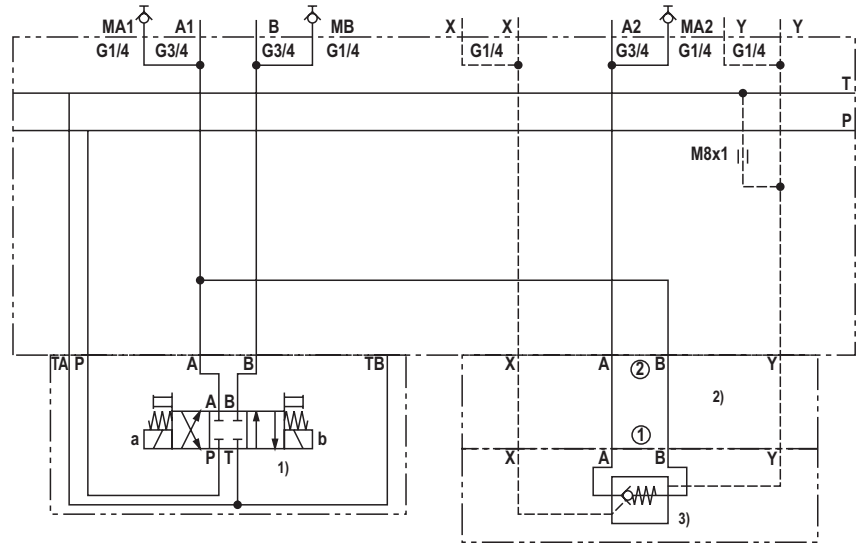 MA1 A1 B MB X X A2 MA2 Y Y
G1/4 G3/4 G3/4 G1/4 G1/4 G3/4 G1/4 G1/4
T
P
M8x1
TA P A B TB X A ② B Y
2)
A B
a b
①
P T 1) X A B Y
3)